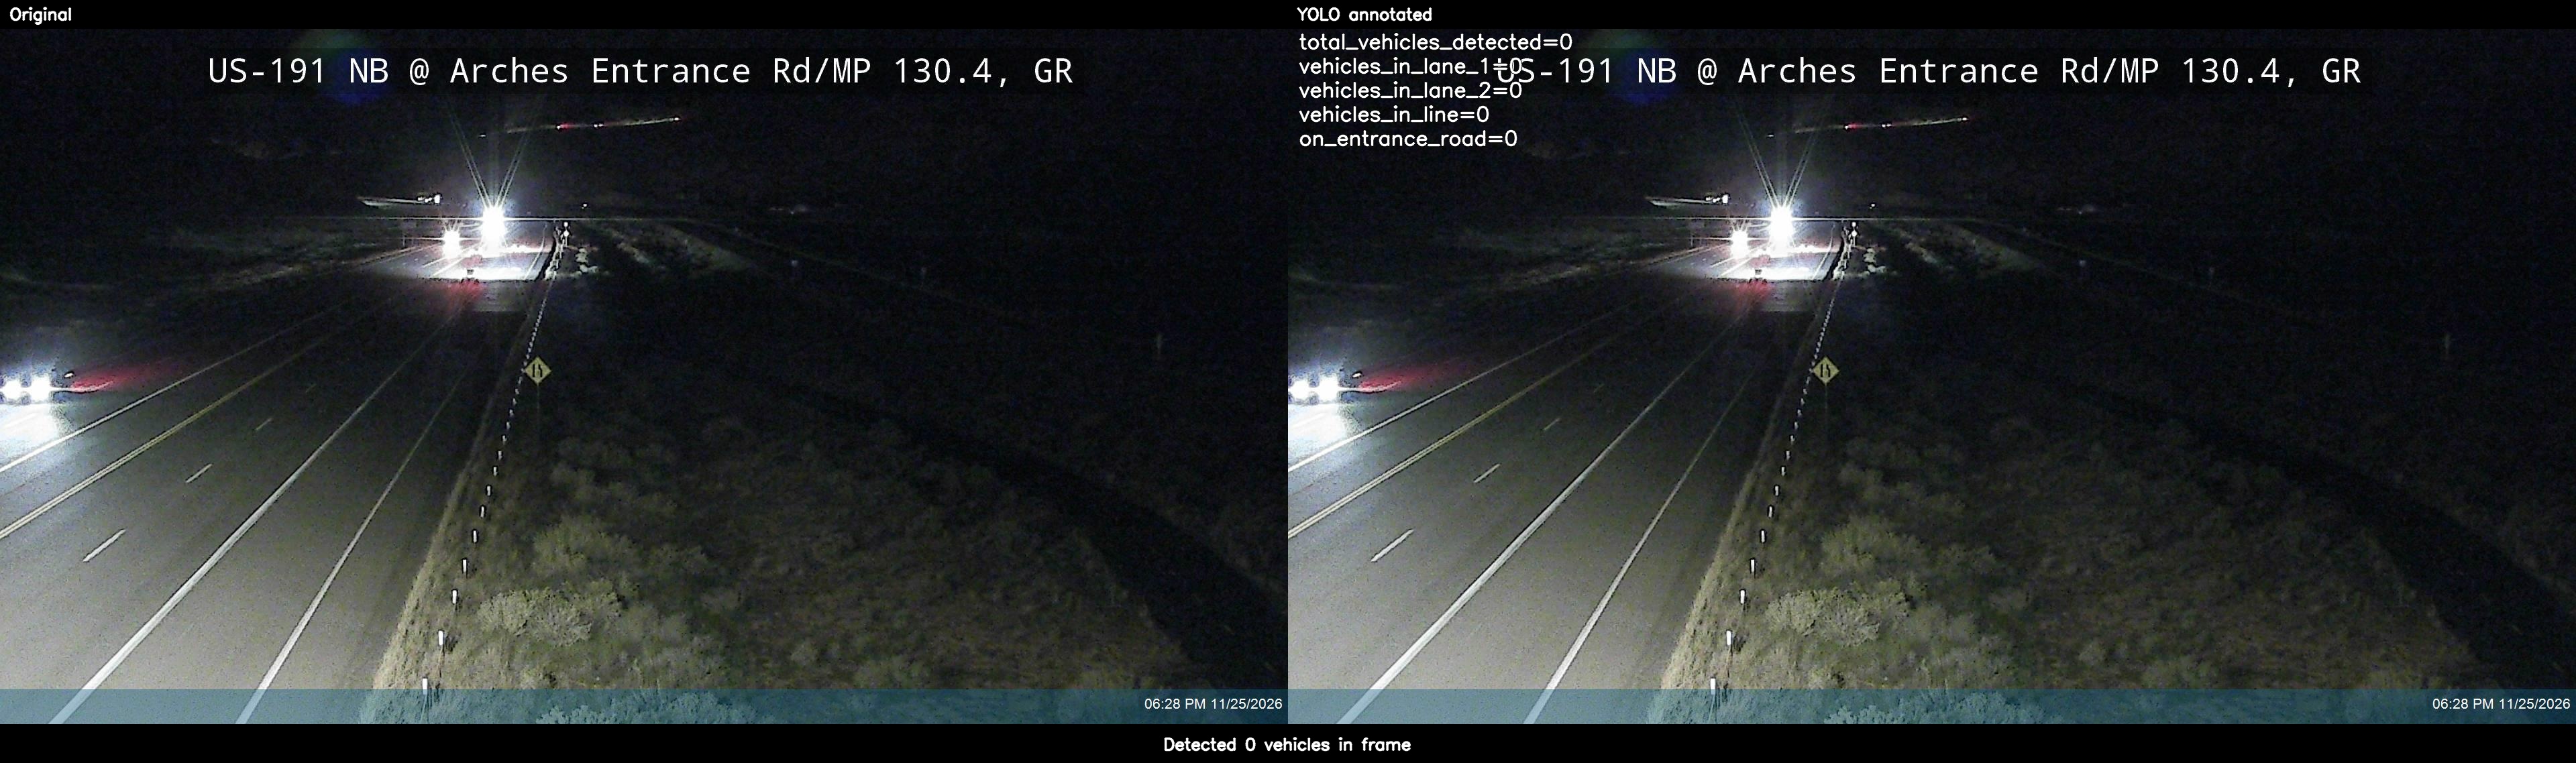 Original
US-191 NB @ Arches Entrance Rd/MP 130.4, GR
06:28 PM 11/25/2026
YOLO annotated
total_vehicles_detected=0
vehicles_in_lane_1=0
vehicles_in_lane_2=0
vehicles_in_line=0
on_entrance_road=0
US-191 NB @ Arches Entrance Rd/MP 130.4, GR
06:28 PM 11/25/2026
Detected 0 vehicles in frame